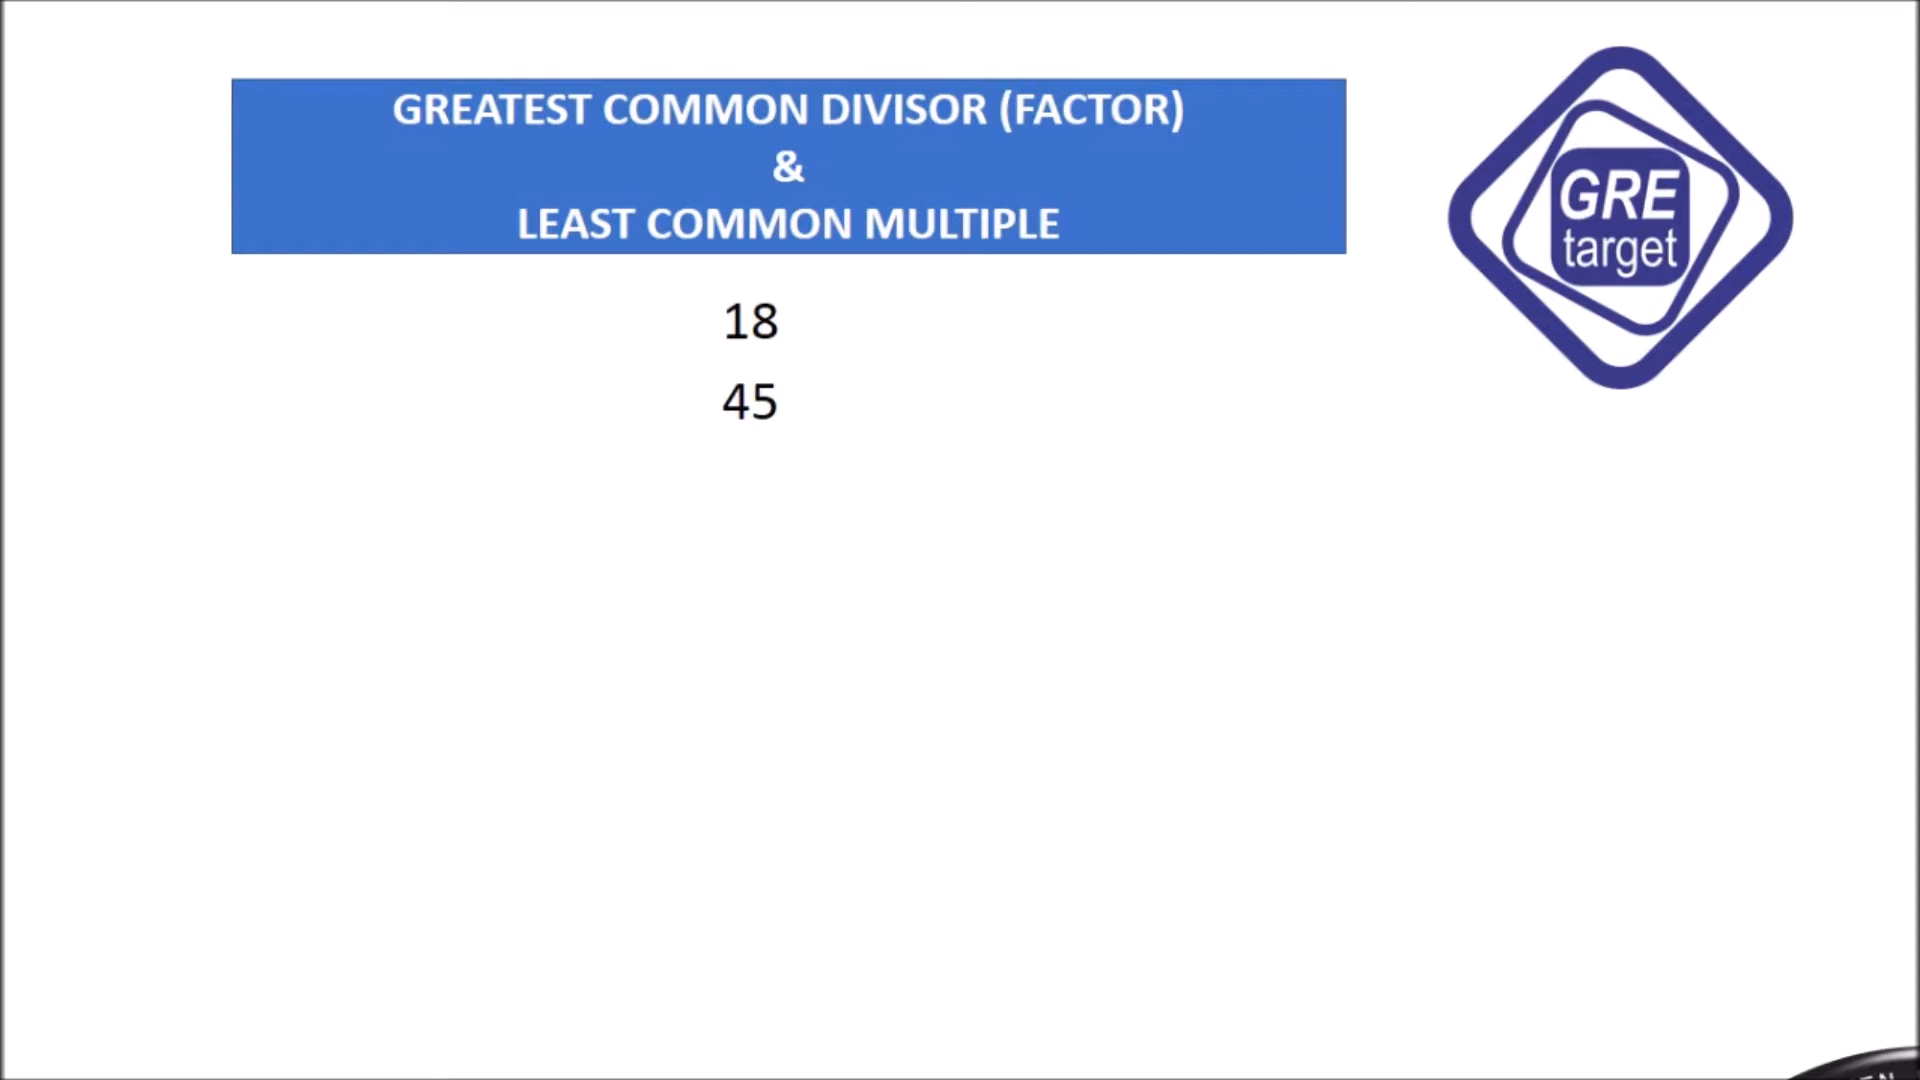 GREATEST COMMON DIVISOR (FACTOR)
&
LEAST COMMON MULTIPLE
GRE
target
18
45